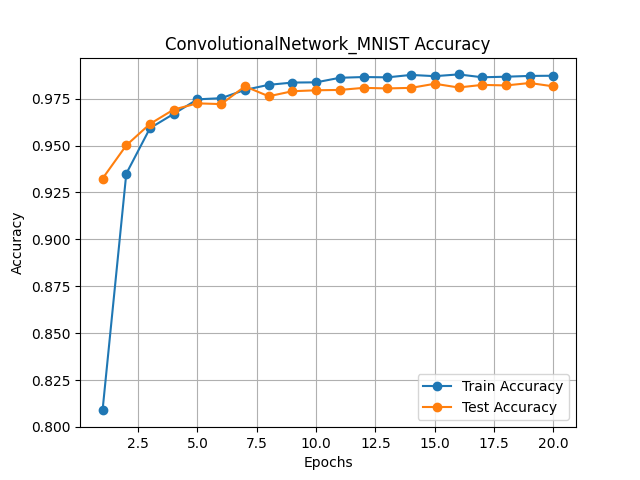 ConvolutionalNetwork_MNIST Accuracy
Accuracy
0.975
0.950
0.925
0.900
0.875
0.850
0.825
0.800
2.5 5.0 7.5 10.0 12.5 15.0 17.5 20.0
Epochs
Train Accuracy
Test Accuracy